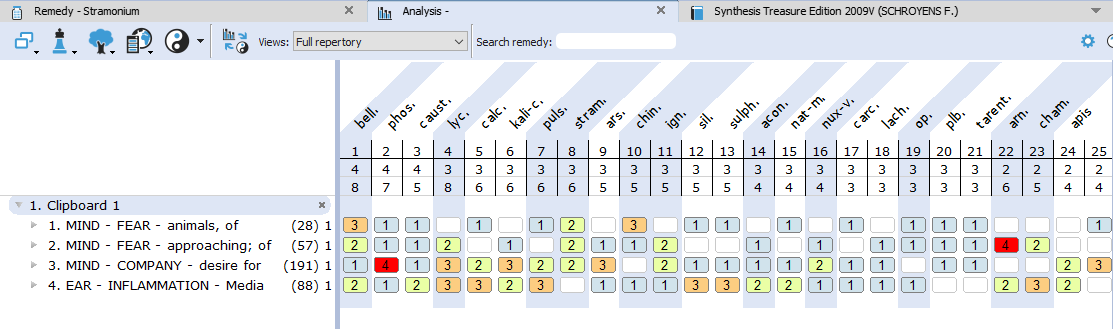 Remedy - Stramonium Analysis - Synthesis Treasure Edition 2009V (SCHROYENS F.)
Views: Full repertory Search remedy:
bell. phos. caust. lyc. calc. kali-c. puls. stram. ars. chin. ign. sil. sulph. acon. nat-m. nux-v. carc. lach. op. plb. tarent. arn. cham. apis
1 2 3 4 5 6 7 8 9 10 11 12 13 14 15 16 17 18 19 20 21 22 23 24 25
4 4 4 3 3 3 3 3 3 3 3 3 3 3 3 3 3 3 3 3 3 2 2 2 2
8 7 5 8 6 6 6 6 5 5 5 5 5 4 4 4 3 3 3 3 3 6 5 4 4
1. Clipboard 1
1. MIND - FEAR - animals, of (28) 1 3 1 1 1 1 2 3 1 1 1 1 1 1 1 1
2. MIND - FEAR - approaching; of (57) 1 2 1 1 2 1 2 1 1 2 1 1 1 1 1 1 4 2
3. MIND - COMPANY - desire for (191) 1 1 4 1 3 2 3 2 2 3 2 1 1 1 1 2 1 1 1 1 2 3
4. EAR - INFLAMMATION - Media (88) 1 2 1 2 3 3 2 3 1 1 1 3 3 2 2 1 1 1 1 2 3 2